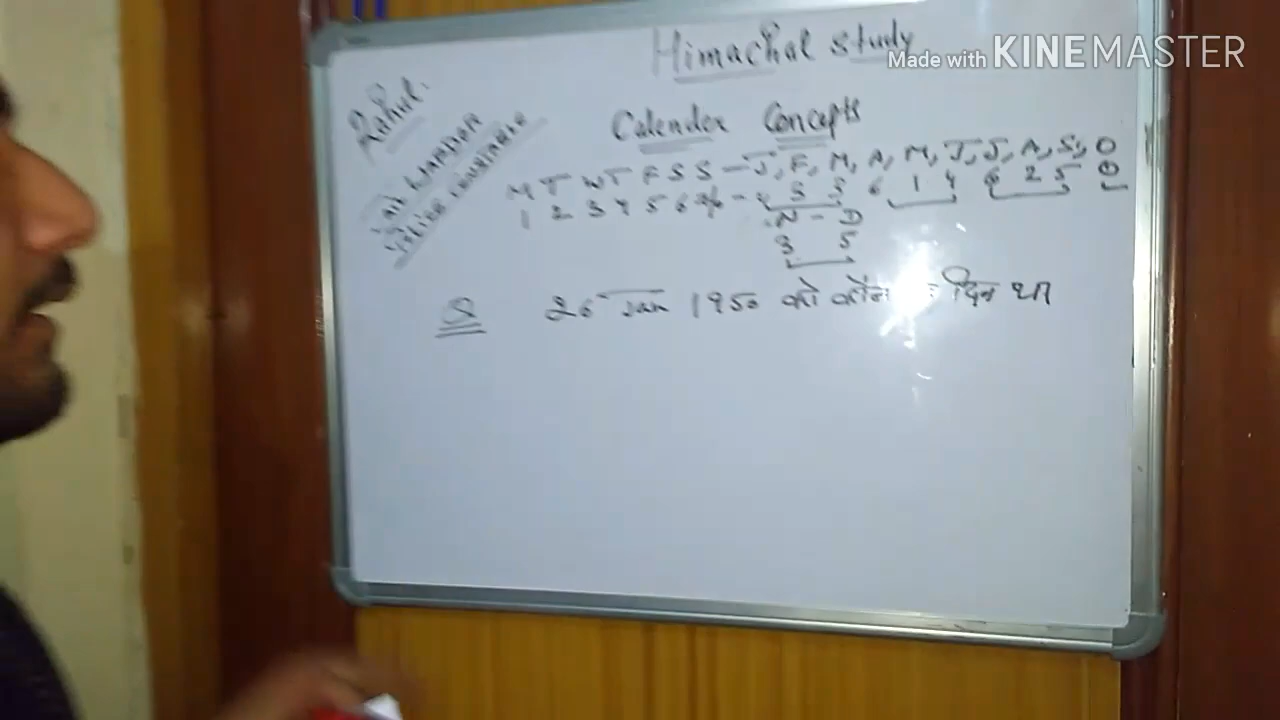 Himachal study
Made with KINEMASTER
Rahul.
Calender Concepts
M T W T F S S - J, F, M, A, M, J, J, A, S, O
1 2 3 4 5 6 - 5 5 6 1 4 6 2 5 0
N - D
3 5
Q 26 Jan 1950 को कौन दिन था